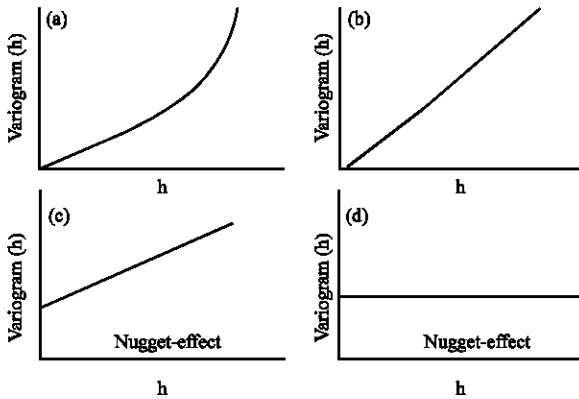 (a)
Variogram (h)
h
(b)
Variogram (h)
h
(c)
Variogram (h)
Nugget-effect
h
(d)
Variogram (h)
Nugget-effect
h